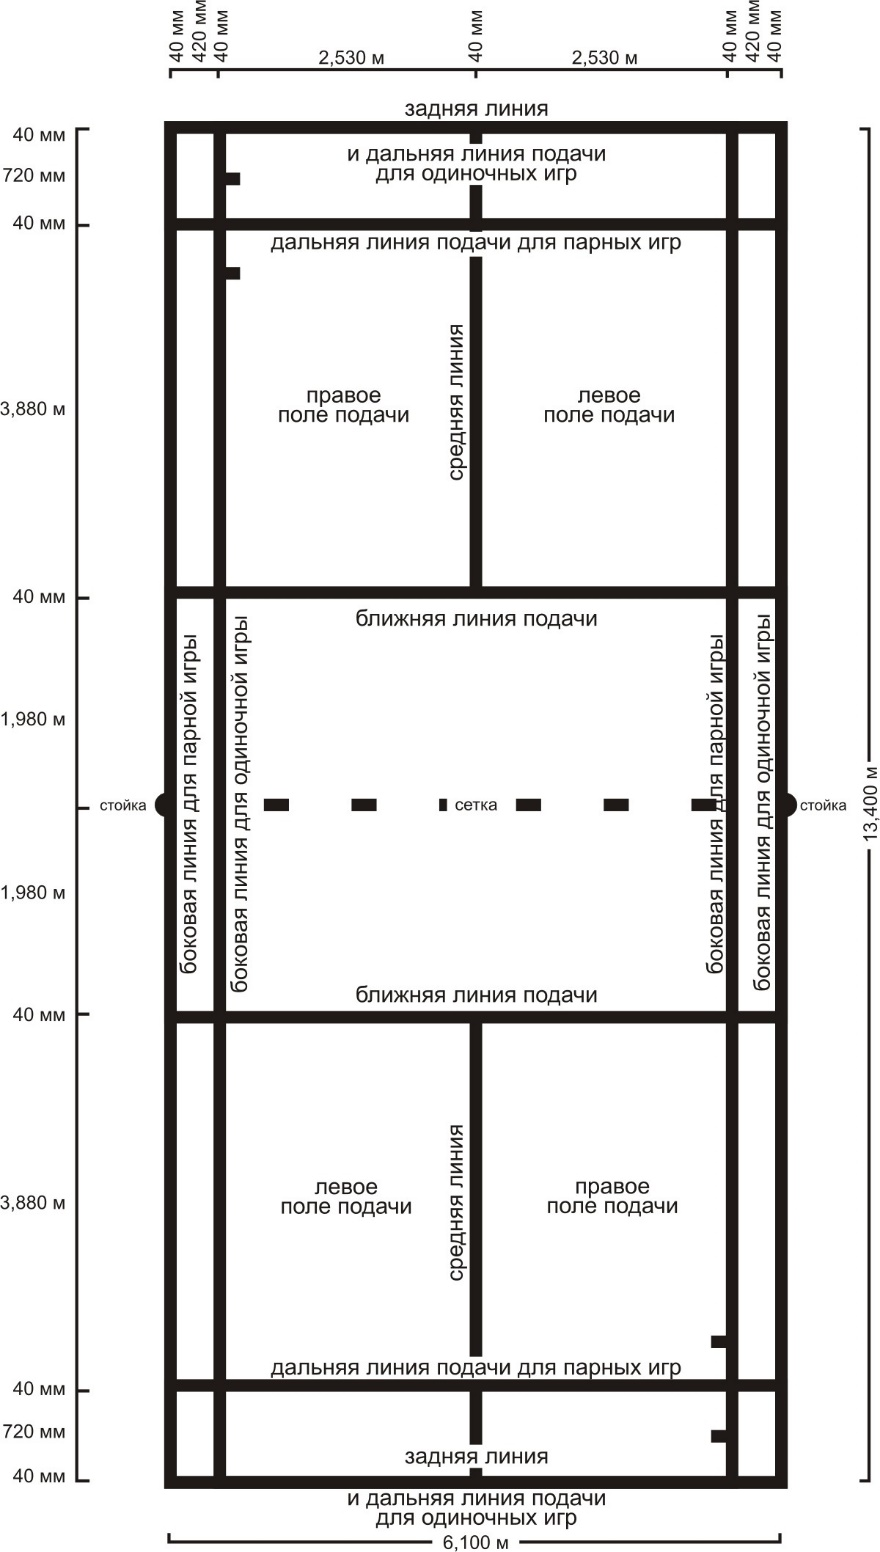 40 мм
420 мм
40 мм
2,530 м
40 мм
2,530 м
40 мм
420 мм
40 мм
задняя линия
40 мм
и дальняя линия подачи
для одиночных игр
720 мм
40 мм
дальняя линия подачи для парных игр
средняя линия
правое
поле подачи
левое
поле подачи
3,880 м
40 мм
ближняя линия подачи
боковая линия для парной игры
боковая линия для одиночной игры
боковая линия для парной игры
боковая линия для одиночной игры
1,980 м
стойка
сетка
стойка
13,400 м
1,980 м
ближняя линия подачи
40 мм
средняя линия
левое
поле подачи
правое
поле подачи
3,880 м
дальняя линия подачи для парных игр
40 мм
720 мм
задняя линия
40 мм
и дальняя линия подачи
для одиночных игр
6,100 м